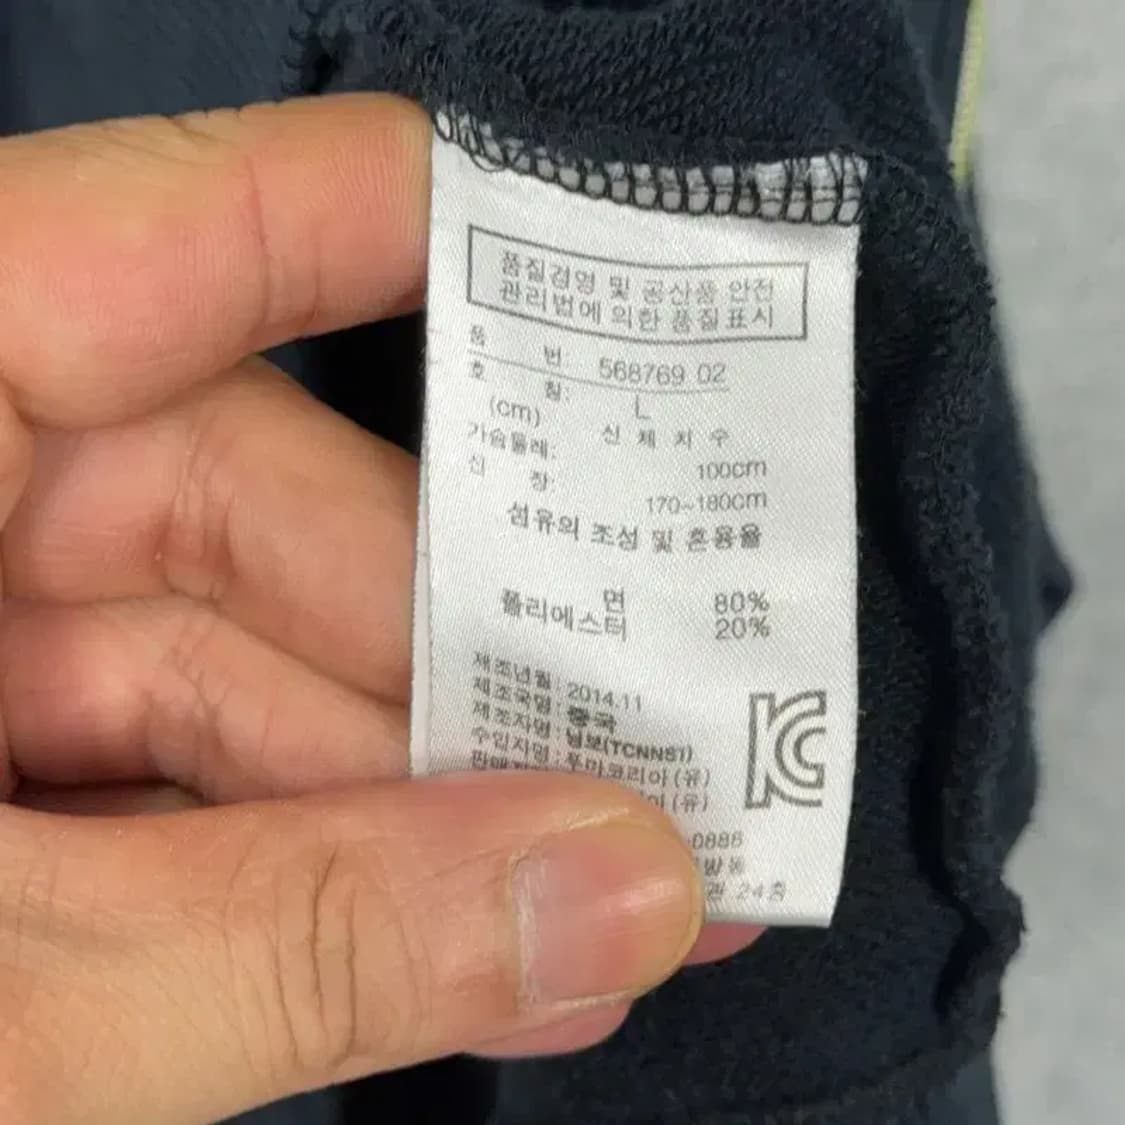 품질경영 및 공산품 안전
관리법에 의한 품질표시
품 번 568769 02
호 칭: L
(cm) 신 체 치 수
가슴둘레: 100cm
신 장: 170~180cm
섬유의 조성 및 혼용율
면 80%
폴리에스터 20%
제조년월 : 2014.11
제조국명 : 중국
제조자명 : 닝보(TCNNS1)
수입자명 : 푸마코리아(유)
(유)
-0886
24층
KC